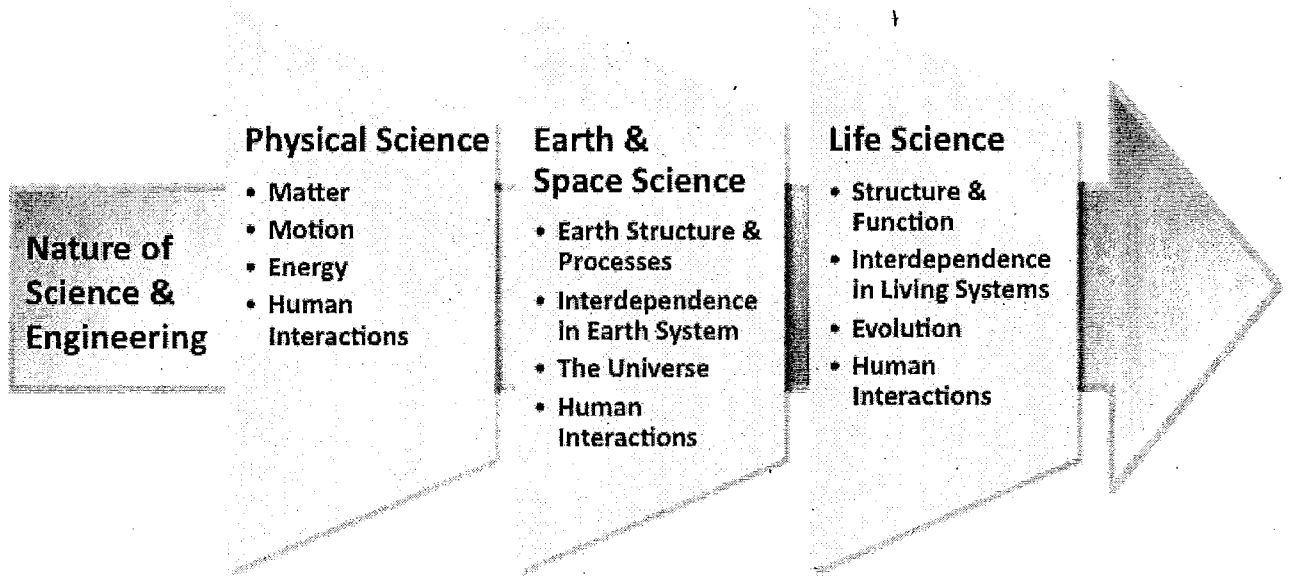 Nature of
Science &
Engineering
Physical Science
• Matter
• Motion
• Energy
• Human
Interactions
Earth &
Space Science
• Earth Structure &
Processes
• Interdependence
in Earth System
• The Universe
• Human
Interactions
Life Science
• Structure &
Function
• Interdependence
in Living Systems
• Evolution
• Human
Interactions